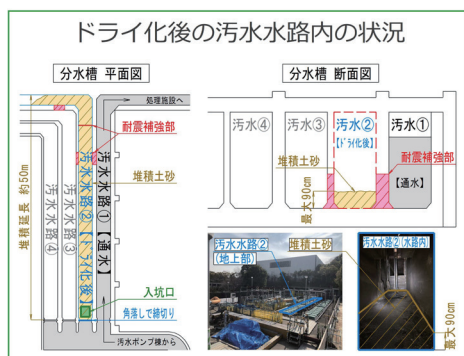 ドライ化後の汚水水路内の状況
分水槽 平面図
処理施設へ
耐震補強部
堆積土砂
堆積延長 約50m
汚水水路④
汚水水路③
汚水水路②【ドライ化後】
汚水水路①【通水】
入坑口
角落しで締切り
汚水ポンプ棟から
分水槽 断面図
汚水④
汚水③
汚水②
【ドライ化後】
汚水①
【通水】
堆積土砂
耐震補強部
最大90cm
汚水水路②
(地上部)
堆積土砂
汚水水路②(水路内)
最大90cm